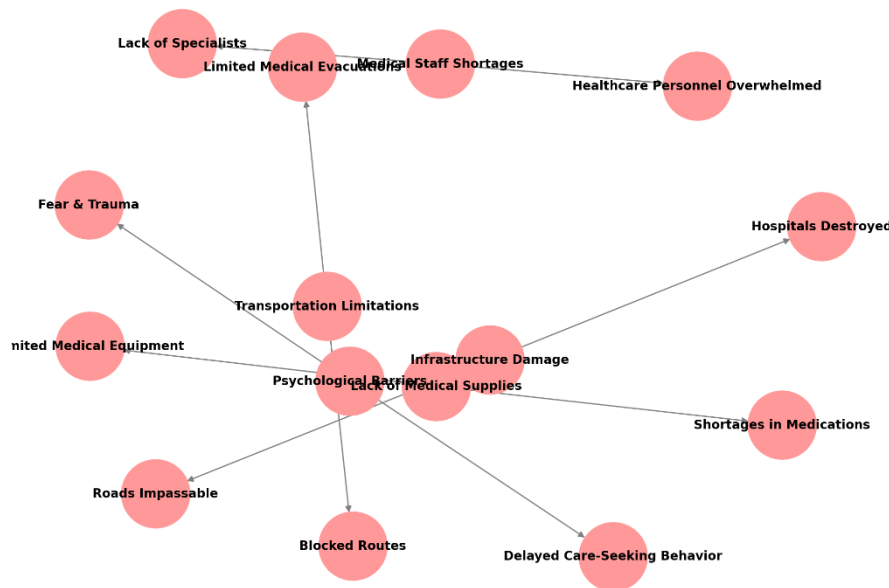 Lack of Specialists
Limited Medical Evacuations
Medical Staff Shortages
Healthcare Personnel Overwhelmed
Fear & Trauma
Hospitals Destroyed
Transportation Limitations
nited Medical Equipment
Infrastructure Damage
Psychological Barriers
Lack of Medical Supplies
Shortages in Medications
Roads Impassable
Blocked Routes
Delayed Care-Seeking Behavior